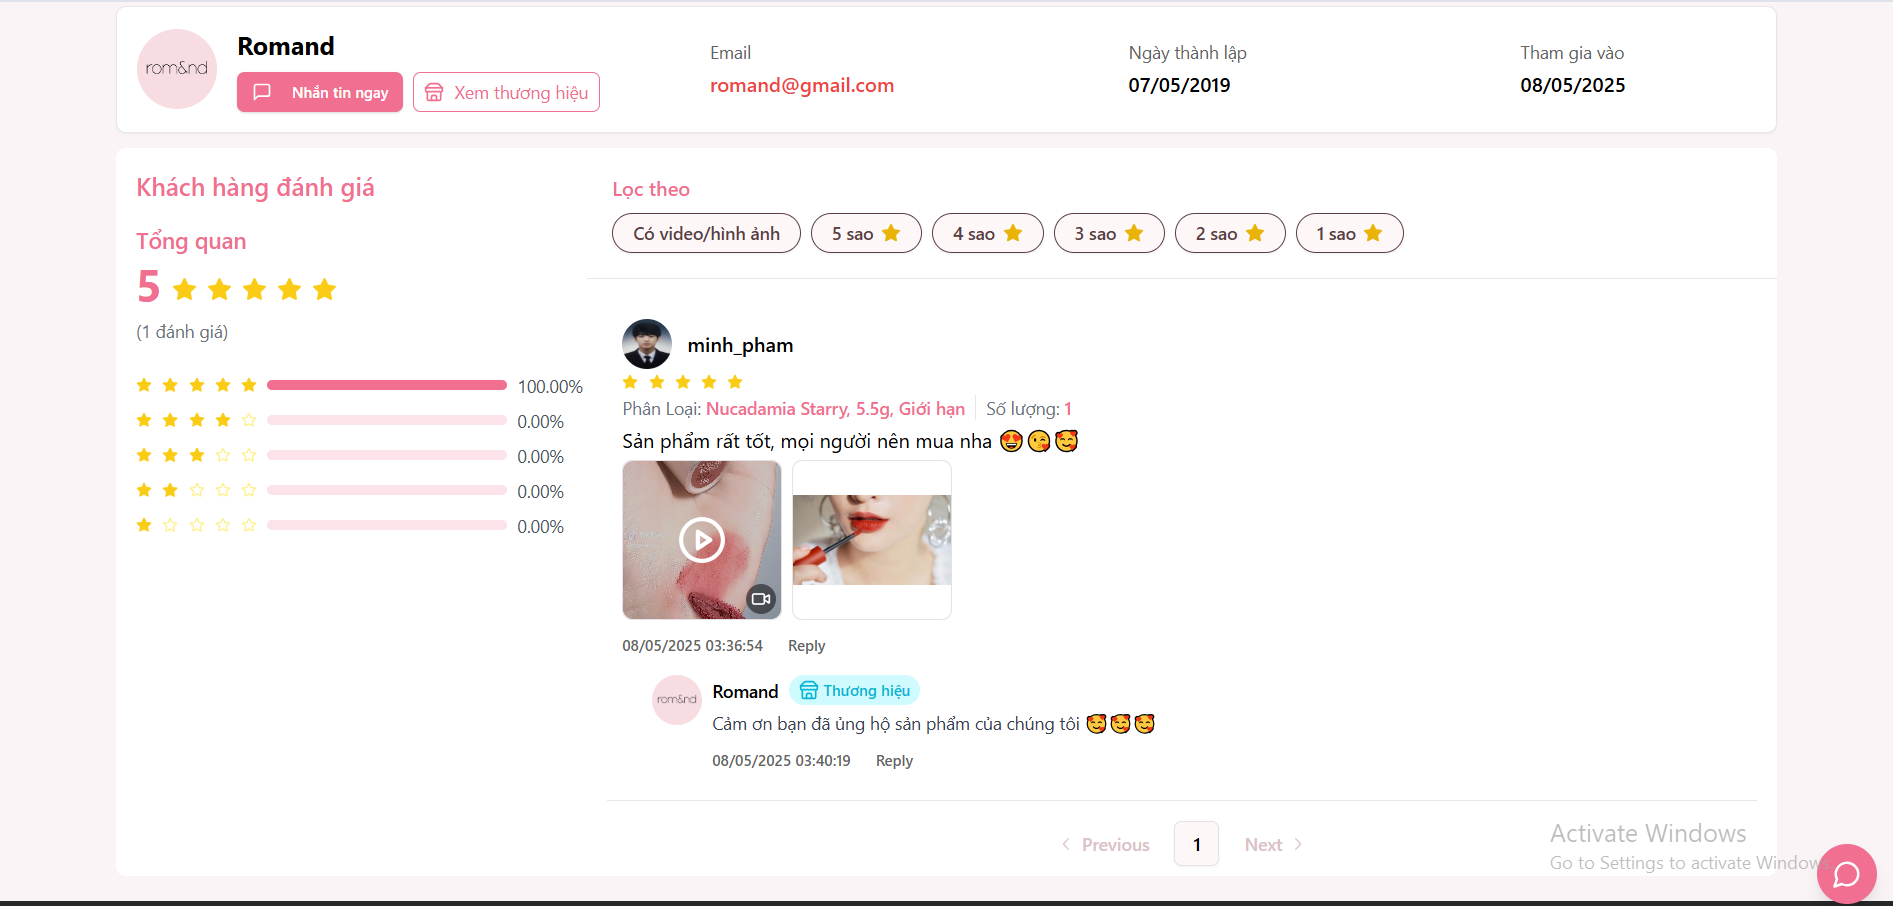 rom&nd
Romand
Nhắn tin ngay
Xem thương hiệu
Email
romand@gmail.com
Ngày thành lập
07/05/2019
Tham gia vào
08/05/2025
Khách hàng đánh giá
Tổng quan
5
(1 đánh giá)
100.00%
0.00%
0.00%
0.00%
0.00%
Lọc theo
Có video/hình ảnh
5 sao
4 sao
3 sao
2 sao
1 sao
minh_pham
Phân Loại: Nucadamia Starry, 5.5g, Giới hạn
Số lượng: 1
Sản phẩm rất tốt, mọi người nên mua nha 😍😘🥰
08/05/2025 03:36:54 Reply
rom&nd
Romand
Thương hiệu
Cảm ơn bạn đã ủng hộ sản phẩm của chúng tôi 🥰🥰🥰
08/05/2025 03:40:19 Reply
Previous 1 Next
Activate Windows
Go to Settings to activate Windows.